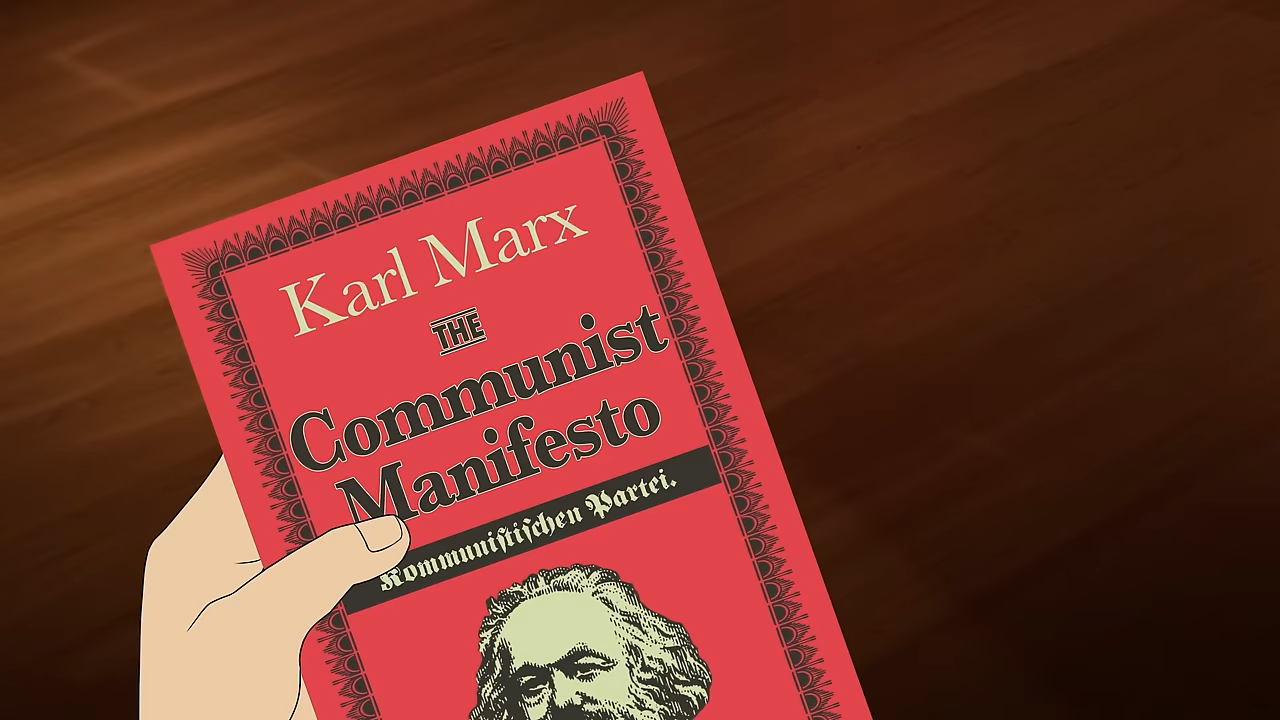 Karl Marx
THE
Communist
Manifesto
Kommunistischen Partei.